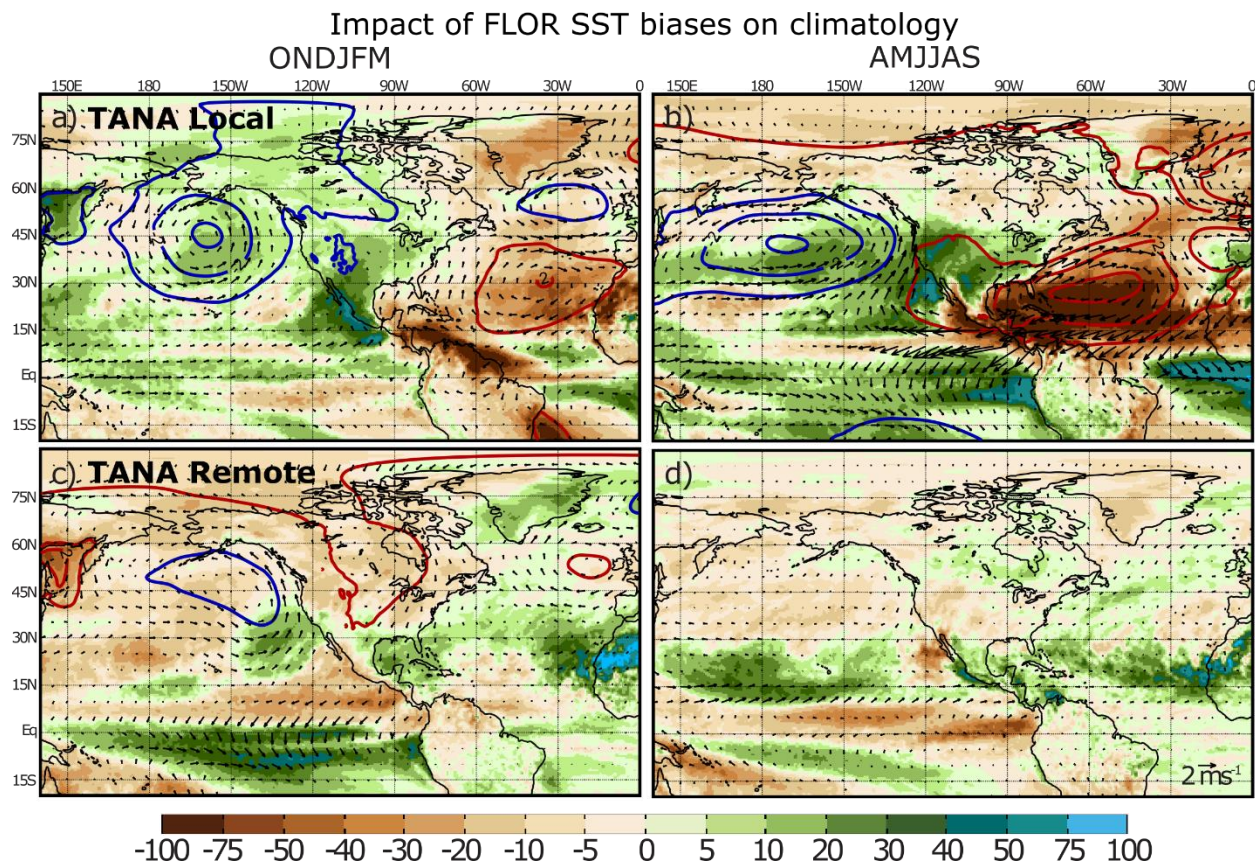 Impact of FLOR SST biases on climatology
ONDJFM AMJJAS
150E 180 150W 120W 90W 60W 30W 0 150E 180 150W 120W 90W 60W 30W 0
a) TANA Local b)
75N
60N
45N
30N
15N
Eq
15S
c) TANA Remote d)
75N
60N
45N
30N
15N
Eq
15S
2 ms⁻¹
-100 -75 -50 -40 -30 -20 -10 -5 0 5 10 20 30 40 50 75 100